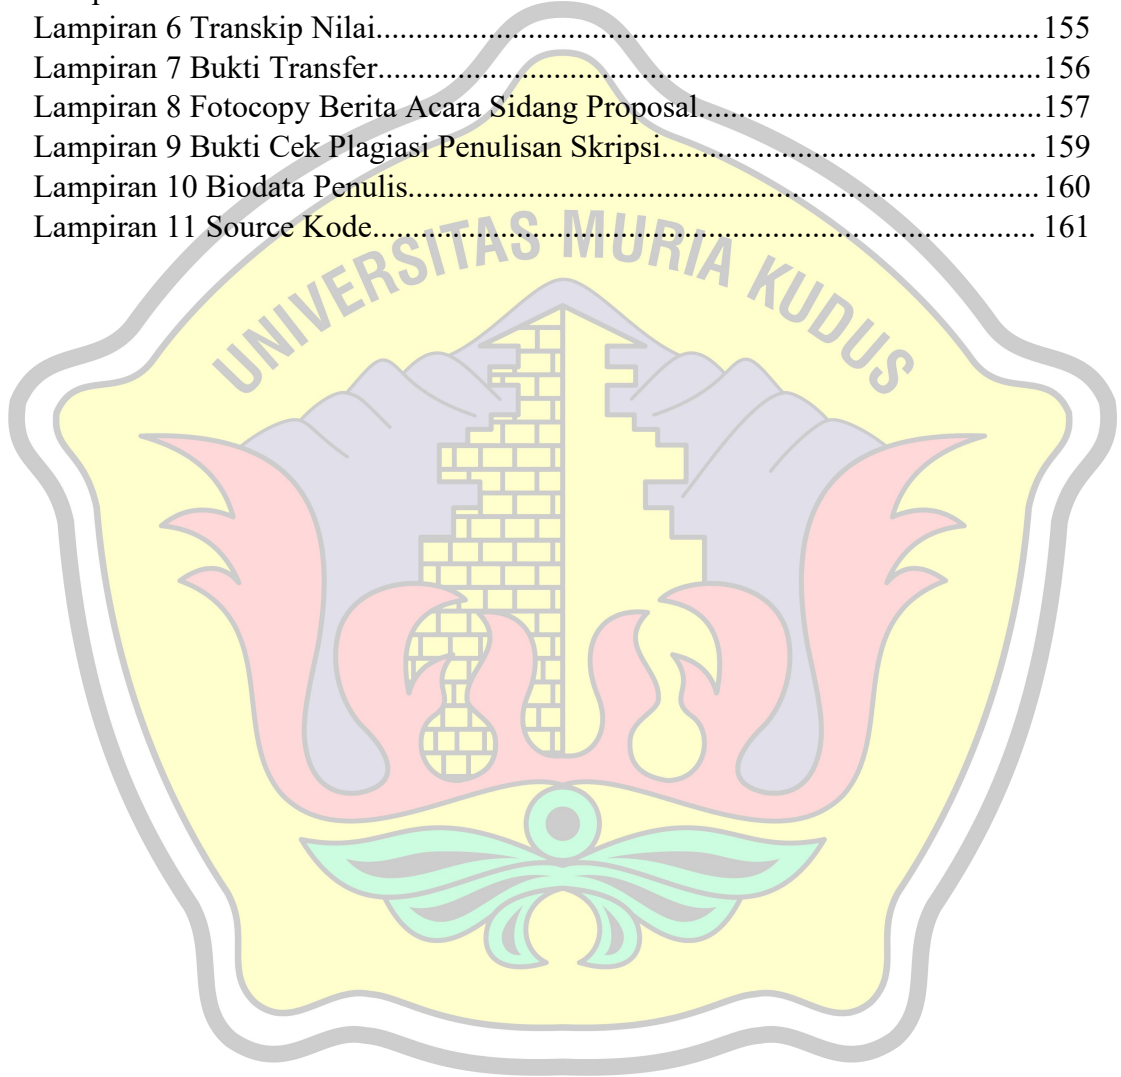 Lampiran 6 Transkip Nilai.....................................................................................155
Lampiran 7 Bukti Transfer.....................................................................................156
Lampiran 8 Fotocopy Berita Acara Sidang Proposal.............................................157
Lampiran 9 Bukti Cek Plagiasi Penulisan Skripsi................................................ 159
Lampiran 10 Biodata Penulis................................................................................ 160
Lampiran 11 Source Kode.................................................................................... 161
UNIVERSITAS MURIA KUDUS